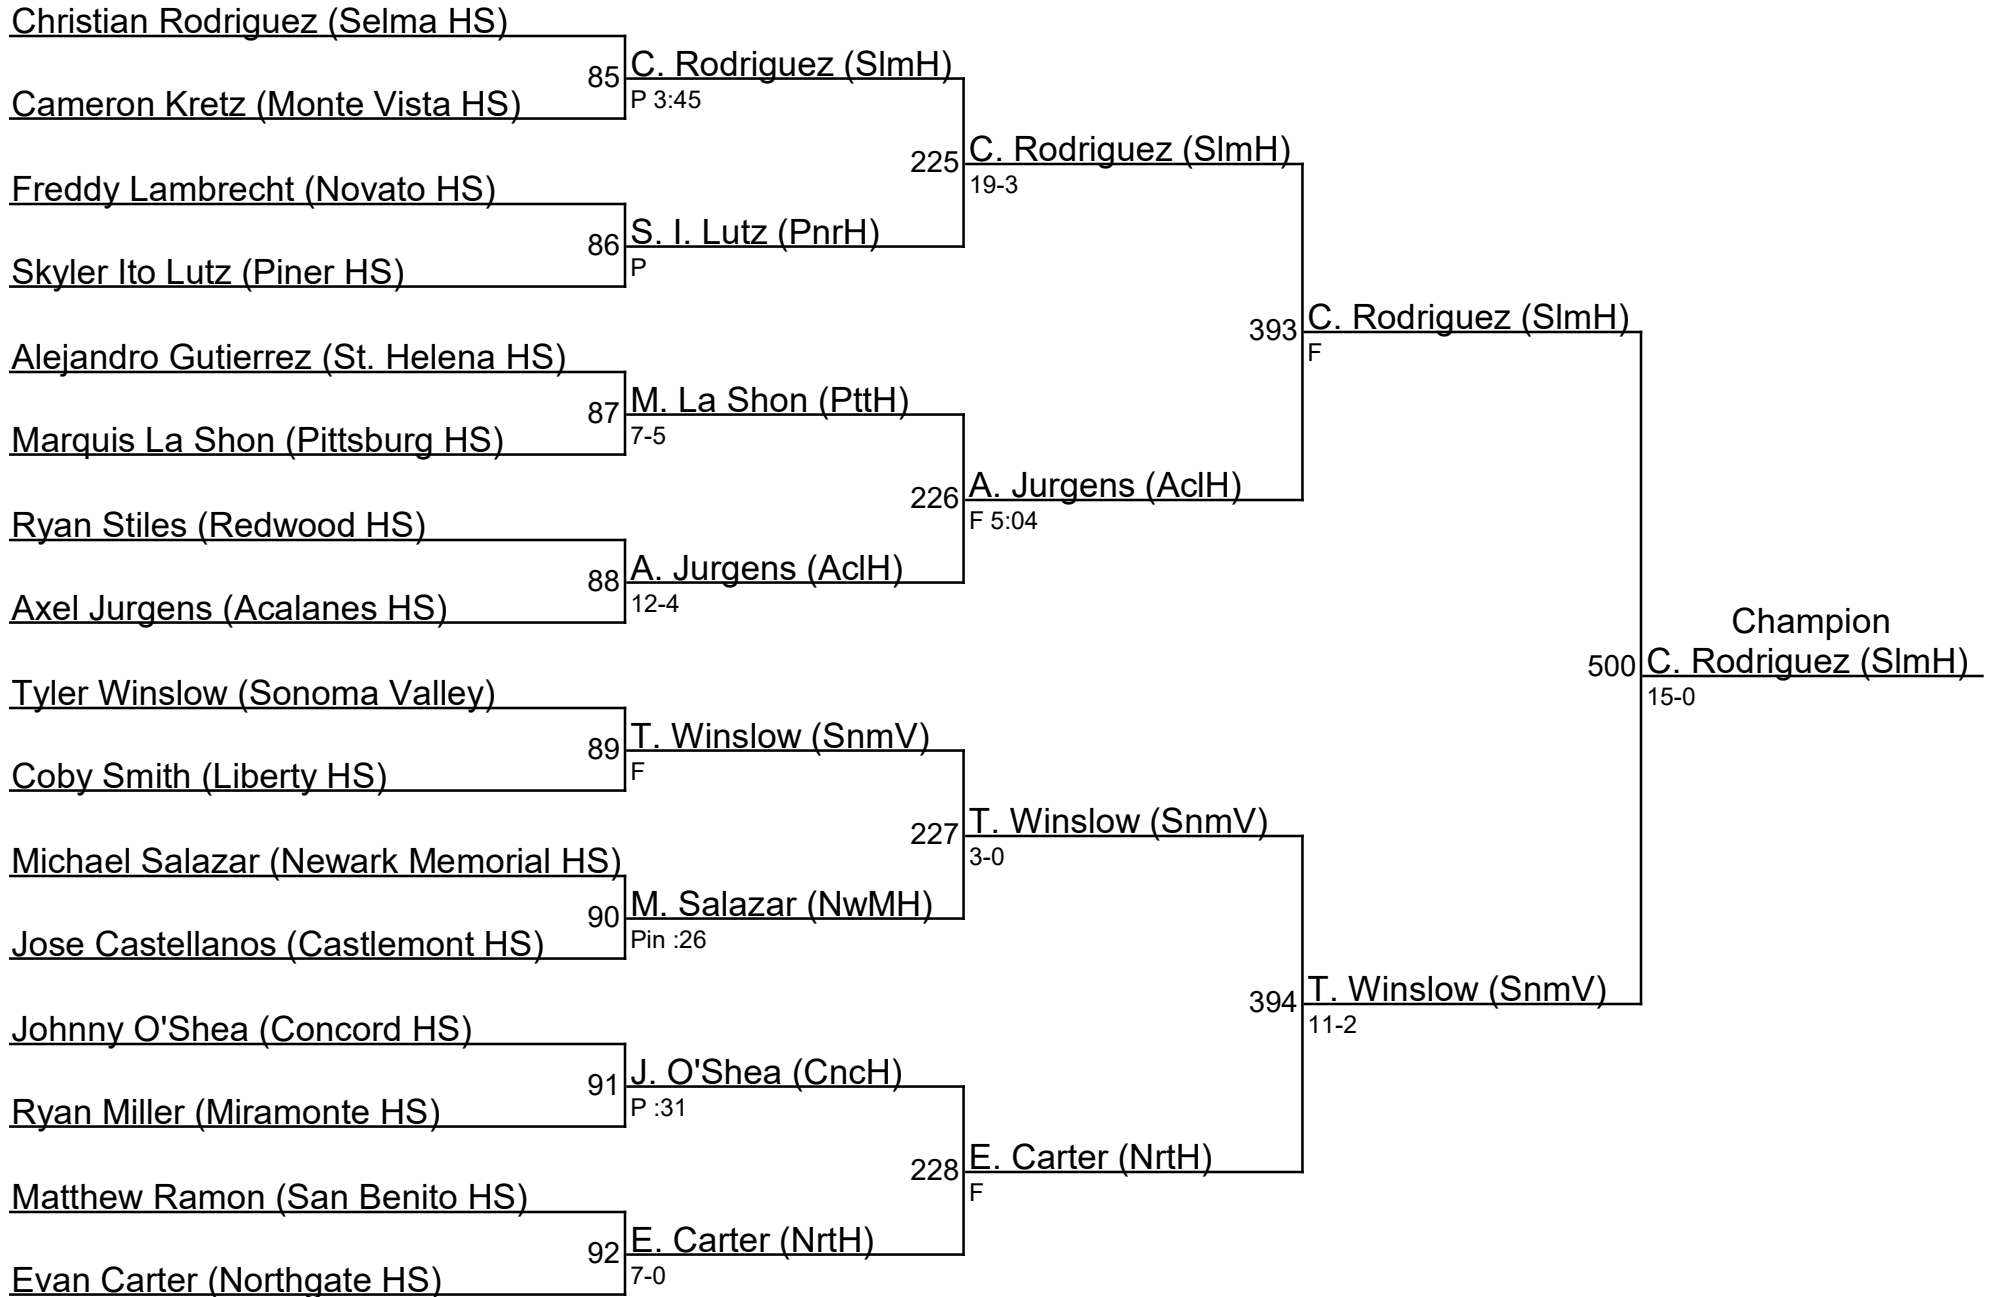 Christian Rodriguez (Selma HS)
85 C. Rodriguez (SlmH)
Cameron Kretz (Monte Vista HS)
P 3:45
225 C. Rodriguez (SlmH)
19-3
Freddy Lambrecht (Novato HS)
86 S. I. Lutz (PnrH)
Skyler Ito Lutz (Piner HS)
P
393 C. Rodriguez (SlmH)
F
Alejandro Gutierrez (St. Helena HS)
87 M. La Shon (PttH)
Marquis La Shon (Pittsburg HS)
7-5
226 A. Jurgens (AclH)
F 5:04
Ryan Stiles (Redwood HS)
88 A. Jurgens (AclH)
Axel Jurgens (Acalanes HS)
12-4
Champion
500 C. Rodriguez (SlmH)
15-0
Tyler Winslow (Sonoma Valley)
89 T. Winslow (SnmV)
Coby Smith (Liberty HS)
F
227 T. Winslow (SnmV)
3-0
Michael Salazar (Newark Memorial HS)
90 M. Salazar (NwMH)
Jose Castellanos (Castlemont HS)
Pin :26
394 T. Winslow (SnmV)
11-2
Johnny O'Shea (Concord HS)
91 J. O'Shea (CncH)
Ryan Miller (Miramonte HS)
P :31
228 E. Carter (NrtH)
F
Matthew Ramon (San Benito HS)
92 E. Carter (NrtH)
Evan Carter (Northgate HS)
7-0